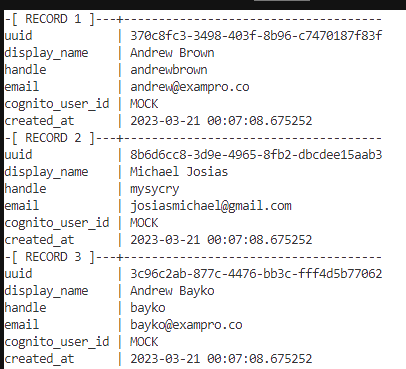 -[ RECORD 1 ]---+-------------------------------------
uuid            | 370c8fc3-3498-403f-8b96-c7470187f83f
display_name    | Andrew Brown
handle          | andrewbrown
email           | andrew@exampro.co
cognito_user_id | MOCK
created_at      | 2023-03-21 00:07:08.675252
-[ RECORD 2 ]---+-------------------------------------
uuid            | 8b6d6cc8-3d9e-4965-8fb2-dbcdee15aab3
display_name    | Michael Josias
handle          | mysycry
email           | josiasmichael@gmail.com
cognito_user_id | MOCK
created_at      | 2023-03-21 00:07:08.675252
-[ RECORD 3 ]---+-------------------------------------
uuid            | 3c96c2ab-877c-4476-bb3c-fff4d5b77062
display_name    | Andrew Bayko
handle          | bayko
email           | bayko@exampro.co
cognito_user_id | MOCK
created_at      | 2023-03-21 00:07:08.675252